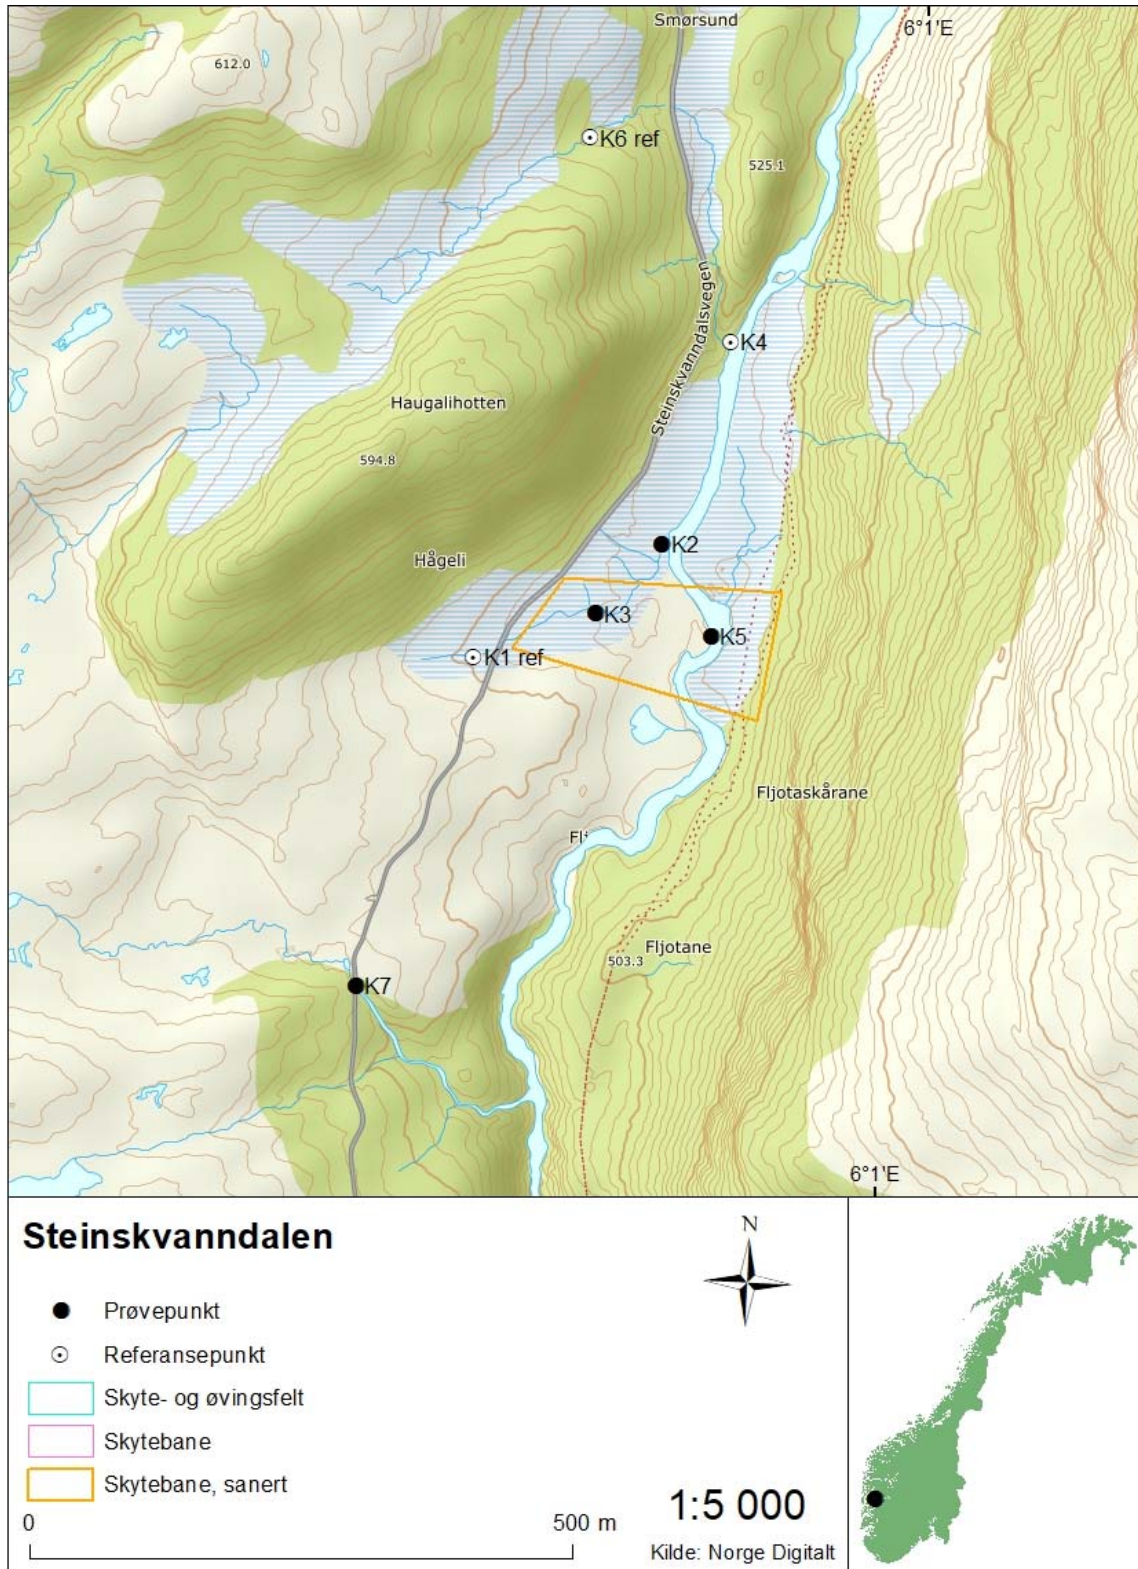 Smørsund
6°1'E
612.0
K6 ref
525.1
Steinskvanndalsvegen
K4
Haugalihotten
594.8
K2
Hågeli
K3
K5
K1 ref
Fljotaskårane
Fl
Fljotane
503.3
K7
6°1'E
Steinskvanndalen
N
Prøvepunkt
Referansepunkt
Skyte- og øvingsfelt
Skytebane
Skytebane, sanert
0 500 m
1:5 000
Kilde: Norge Digitalt